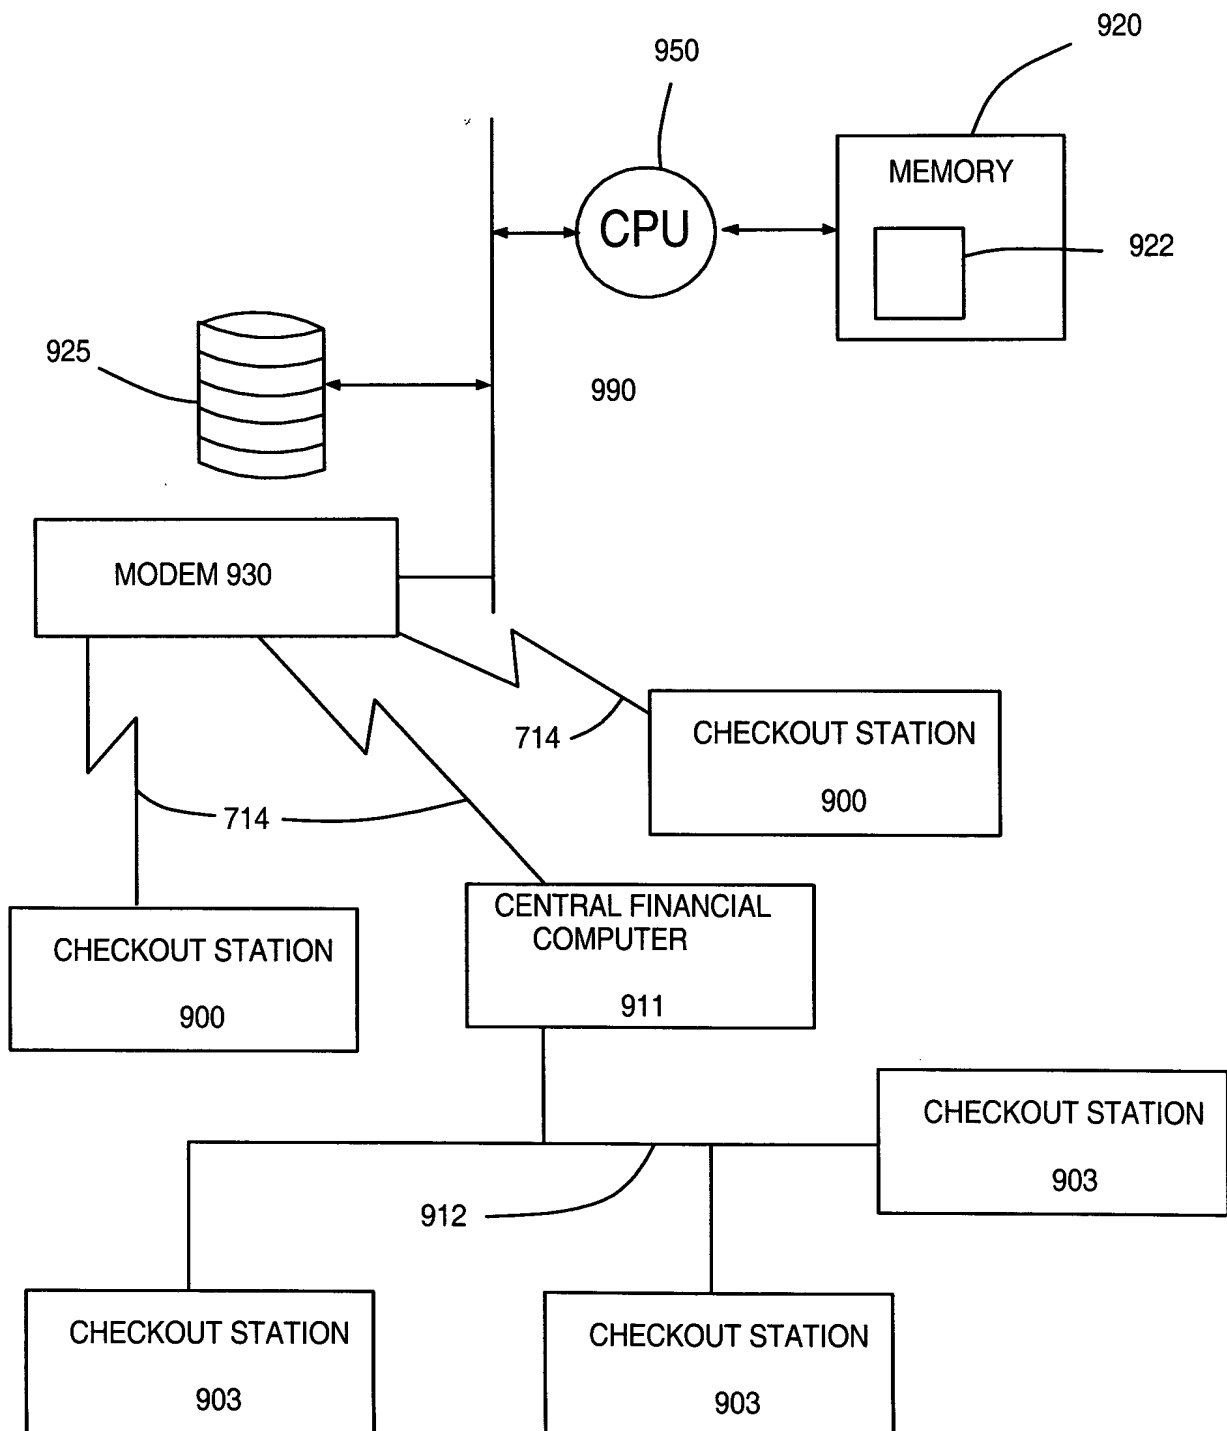 920
950
MEMORY
CPU
922
925
990
MODEM 930
714
CHECKOUT STATION
900
714
CENTRAL FINANCIAL
COMPUTER
911
CHECKOUT STATION
900
CHECKOUT STATION
903
912
CHECKOUT STATION
903
CHECKOUT STATION
903